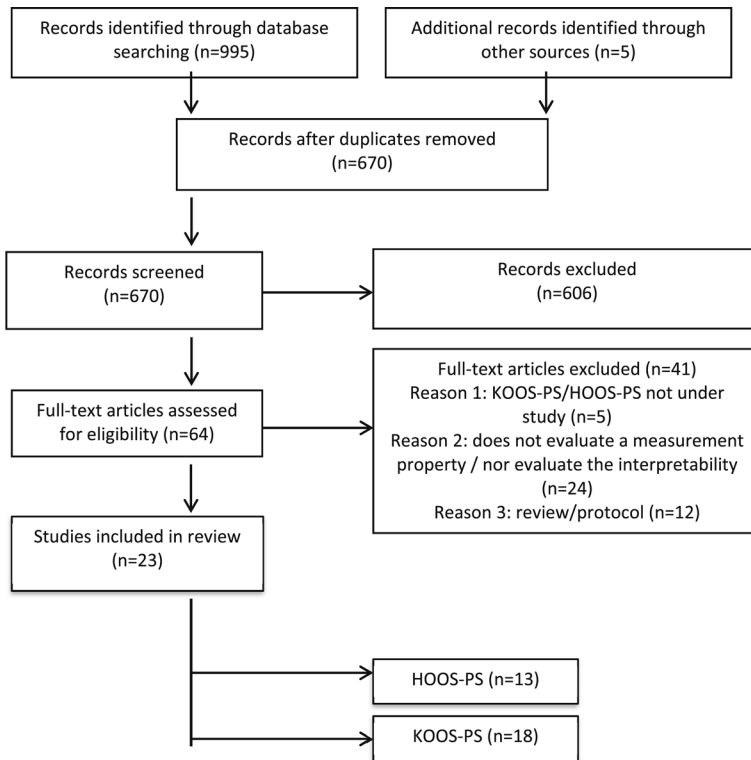 Records identified through database
searching (n=995)
Additional records identified through
other sources (n=5)
Records after duplicates removed
(n=670)
Records screened
(n=670)
Records excluded
(n=606)
Full-text articles assessed
for eligibility (n=64)
Full-text articles excluded (n=41)
Reason 1: KOOS-PS/HOOS-PS not under
study (n=5)
Reason 2: does not evaluate a measurement
property / nor evaluate the interpretability
(n=24)
Reason 3: review/protocol (n=12)
Studies included in review
(n=23)
HOOS-PS (n=13)
KOOS-PS (n=18)